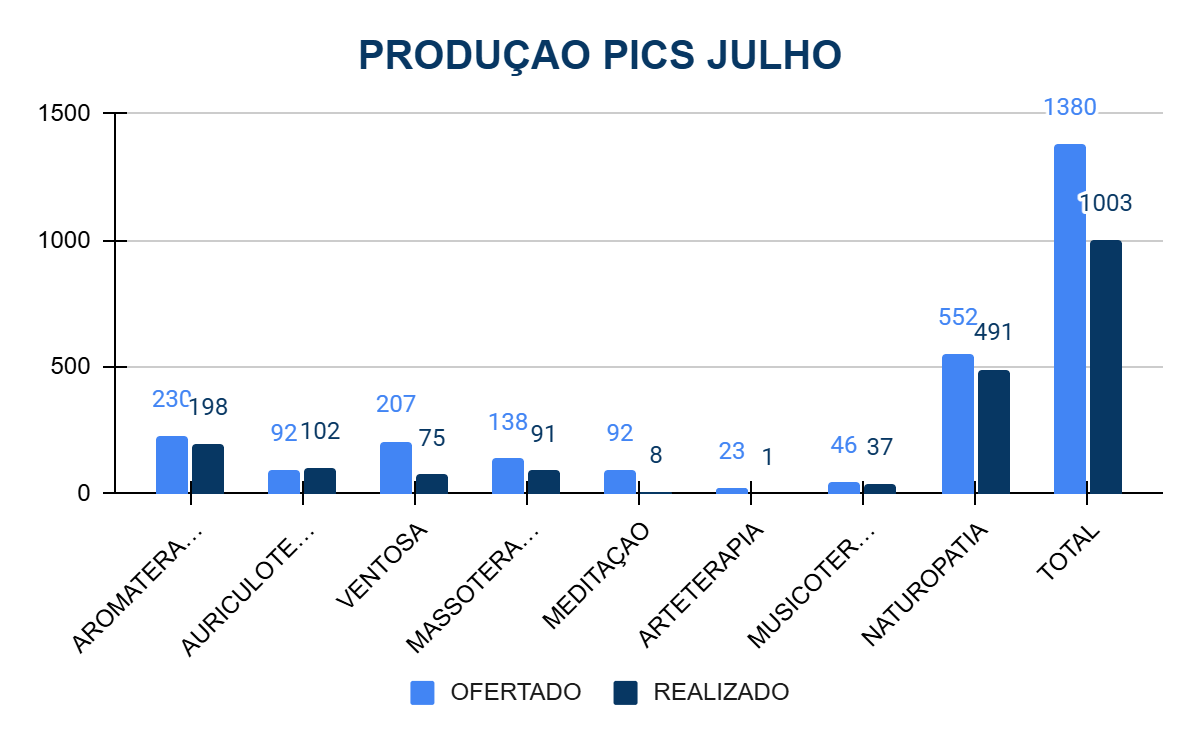 PRODUÇAO PICS JULHO
1500
1000
500
0
230
198
92
102
207
75
138
91
92
8
23
1
46
37
552
491
1380
1003
AROMATERA...
AURICULOTE...
VENTOSA
MASSOTERA...
MEDITAÇAO
ARTETERAPIA
MUSICOTER...
NATUROPATIA
TOTAL
OFERTADO
REALIZADO